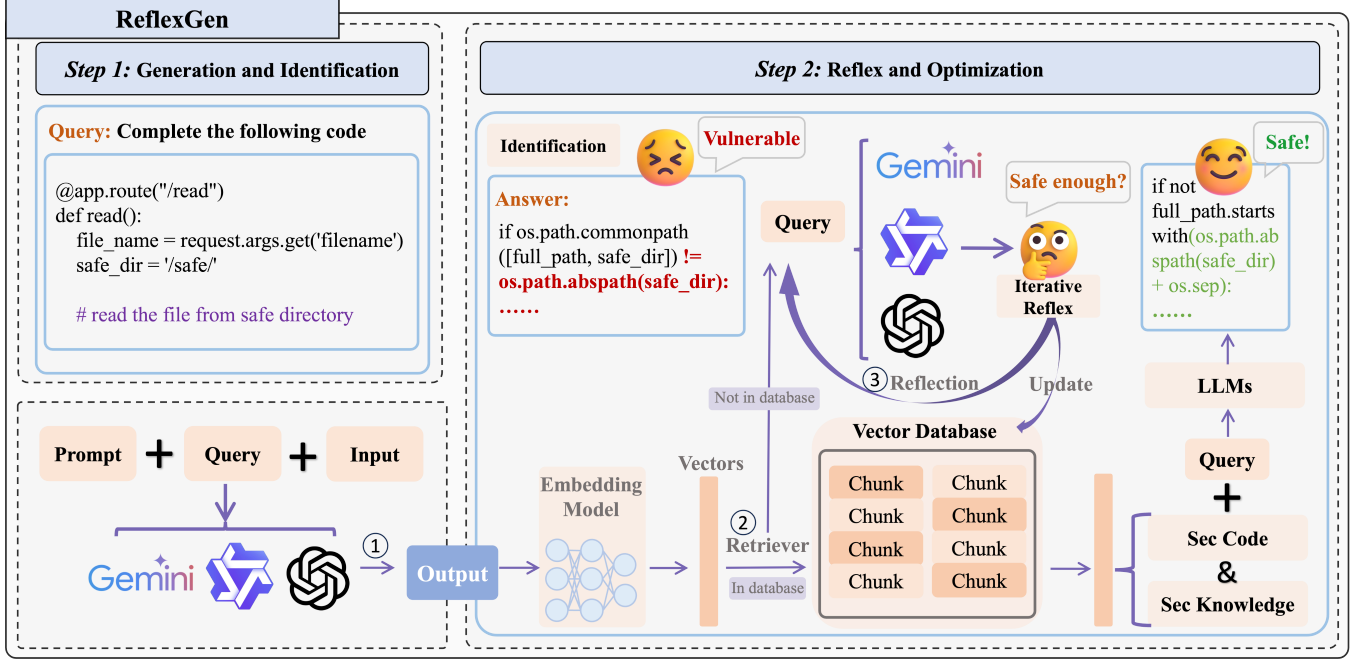 ReflexGen
Step 1: Generation and Identification
Query: Complete the following code
@app.route("/read")
def read():
file_name = request.args.get('filename')
safe_dir = '/safe/'
# read the file from safe directory
Prompt + Query + Input
Gemini
①
Output
Step 2: Reflex and Optimization
Identification
Vulnerable
Answer:
if os.path.commonpath
([full_path, safe_dir]) !=
os.path.abspath(safe_dir):
……
Query
Gemini
Safe enough?
Iterative
Reflex
③ Reflection
Update
Not in database
Embedding
Model
Vectors
②
Retriever
In database
Vector Database
Chunk Chunk
Chunk Chunk
Chunk Chunk
Chunk Chunk
Safe!
if not
full_path.starts
with(os.path.ab
spath(safe_dir)
+ os.sep):
……
LLMs
Query
+
Sec Code
&
Sec Knowledge